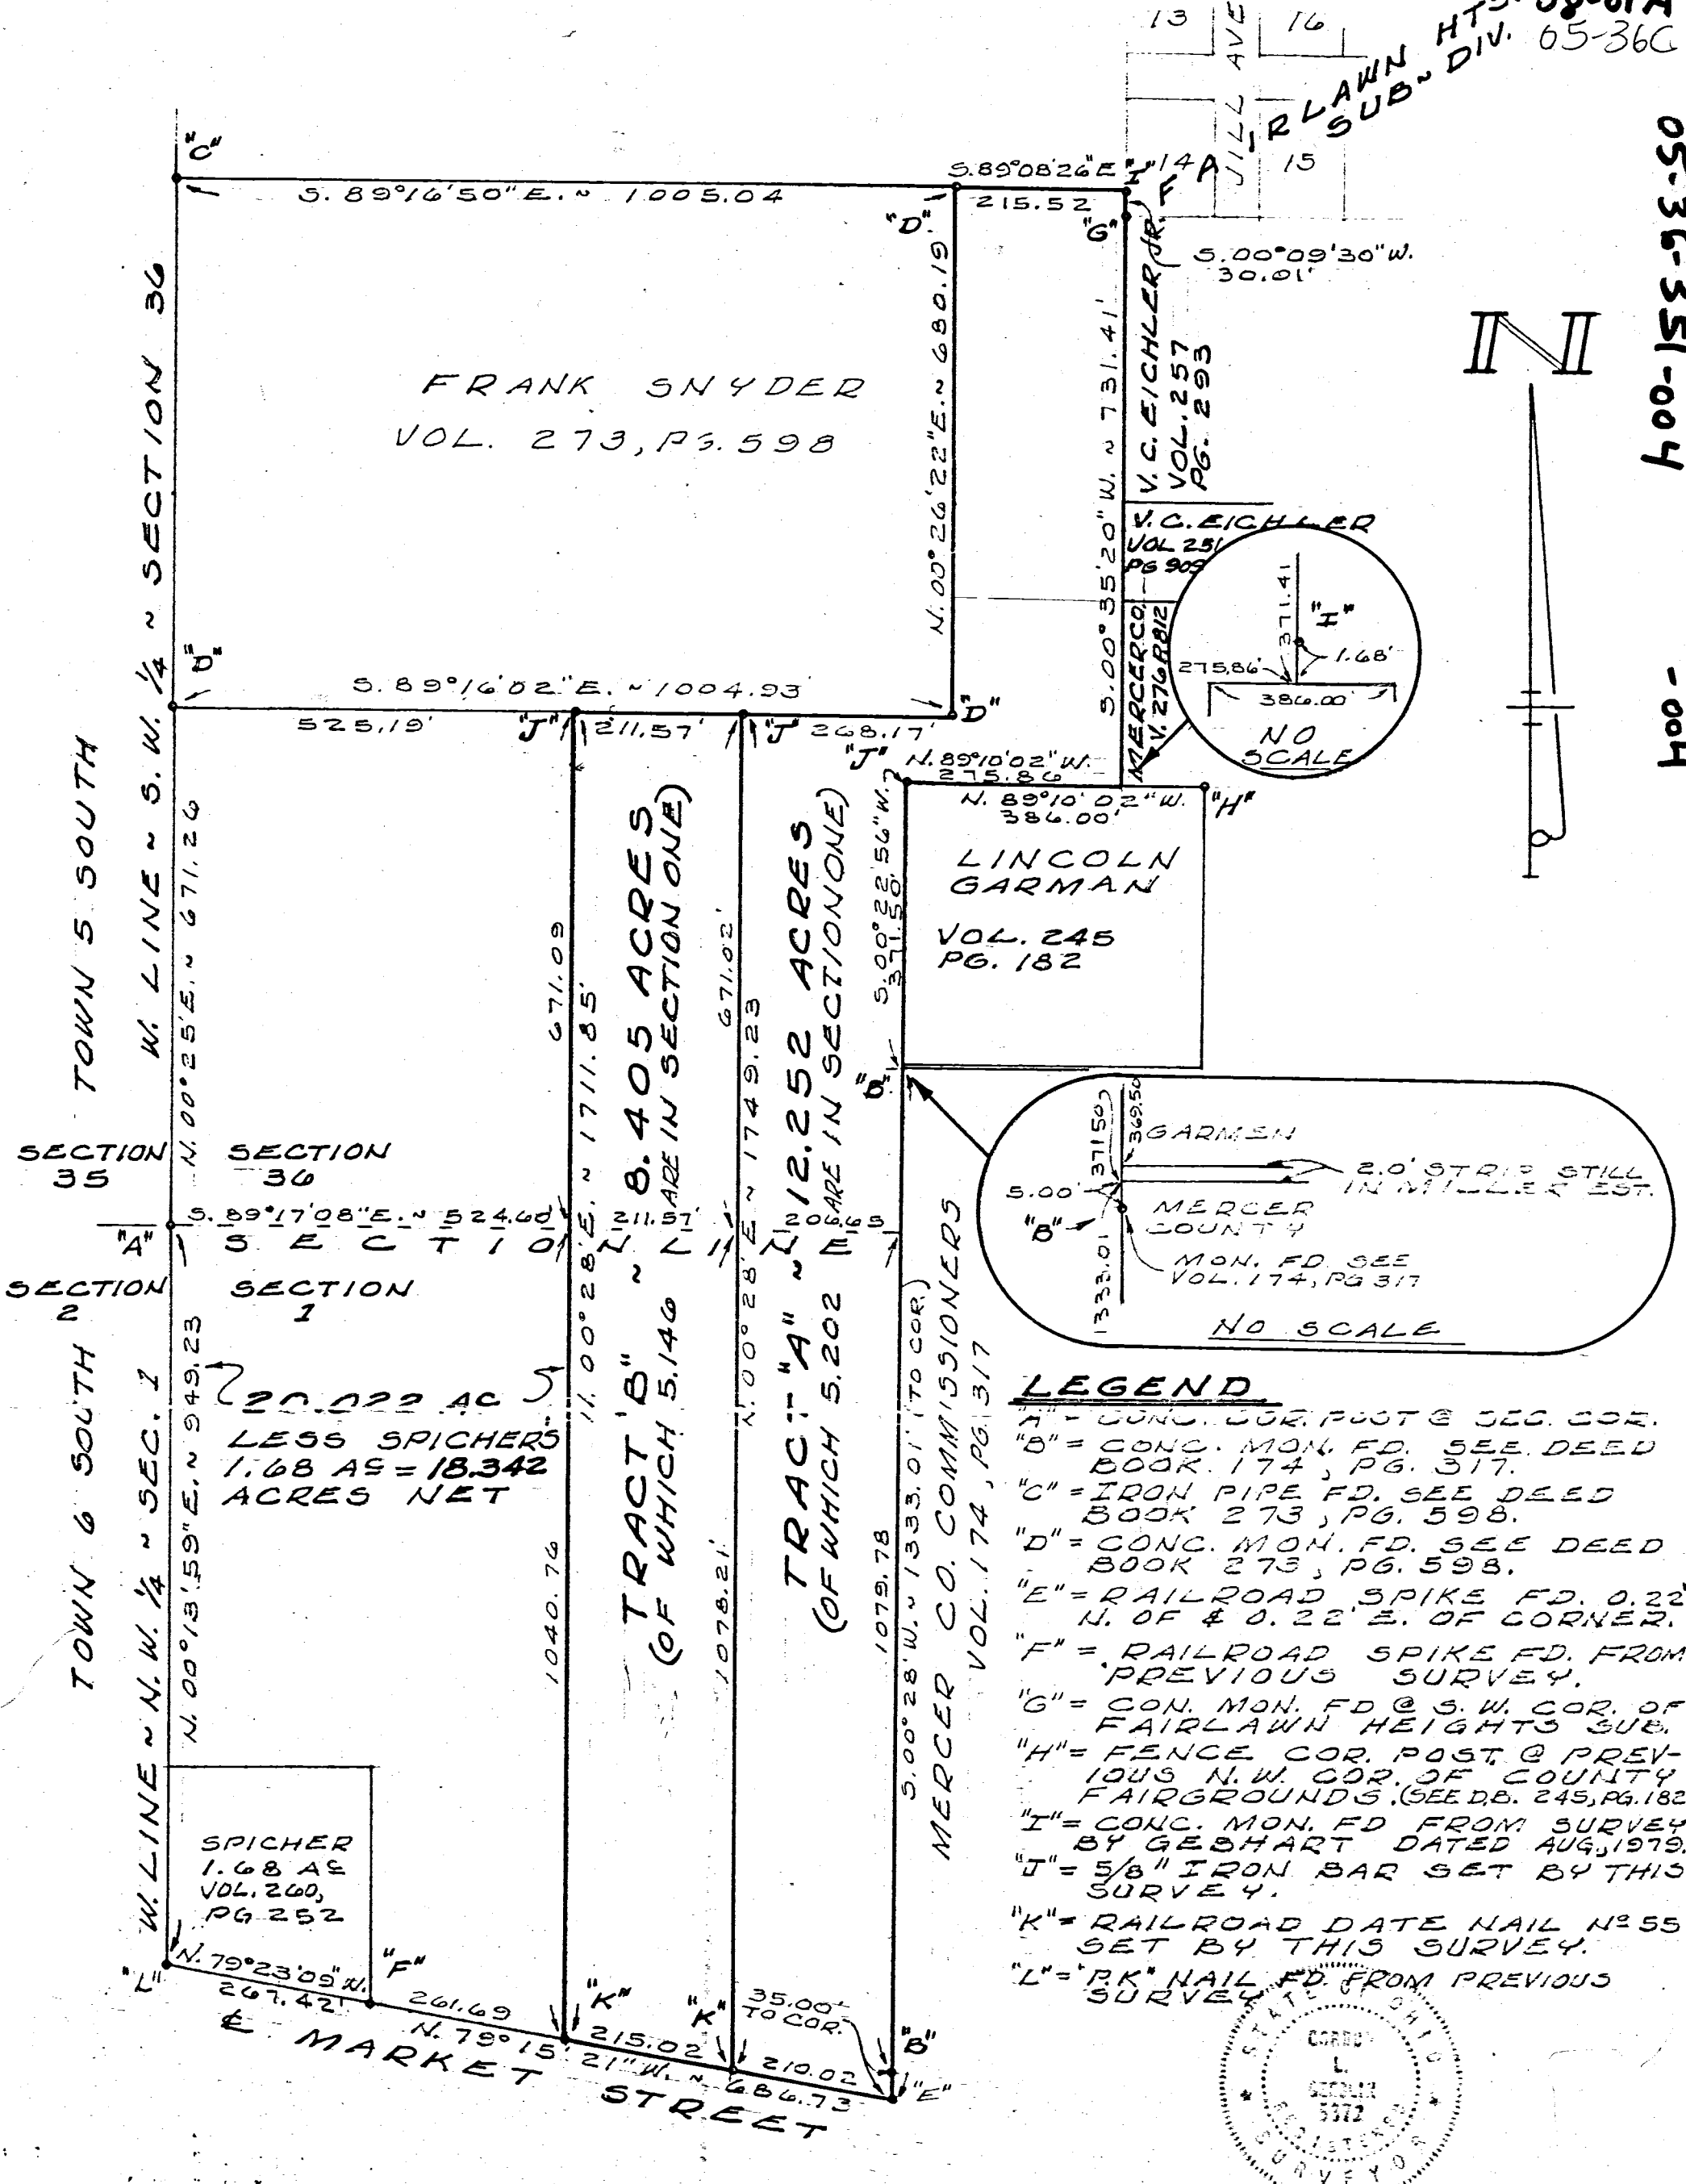 13
JILL AVE
16
14
15
LAWN HTS.
SUB~DIV.
05-36C
05-36-351-004
-004
N
"C"
S. 89°16'50"E. ~ 1005.04
S.89°08'26"E
215.52
"I"
"D"
"G"
F
A
I
R
S.00°09'30"W.
30.01'
FRANK SNYDER
VOL. 273, PG. 598
N.00°26'22"E. ~ 680.19
S.00°35'20"W. ~ 731.41'
V. C. EICHLER JR.
VOL. 257
PG. 293
V. C. EICHLER
VOL 251
PG 909
MERCER CO.
V. 276 P. 812
371.41
"I"
275.86'
1.68'
386.00'
NO
SCALE
W. LINE ~ S. W. 1/4 ~ SECTION 36
TOWN 5 SOUTH
"D"
S. 89°16'02"E. ~ 1004.93'
525.19'
"J"
211.57'
"J"
268.17'
"D"
"J"
N.89°10'02"W.
275.86
N. 89°10'02"W.
386.00'
"H"
LINCOLN
GARMAN
VOL. 245
PG. 182
S.00°22'56"W.
371.50'
N.00°25'E. ~ 671.26
671.09
N.00°28'E. ~ 1711.85'
671.02'
N.00°28'E ~ 1749.23
TRACT "B" ~ 8.405 ACRES
(OF WHICH 5.146 ARE IN SECTION ONE)
TRACT "A" ~ 12.252 ACRES
(OF WHICH 5.202 ARE IN SECTION ONE)
"B"
371.50
369.50
GARMEN
2.0' STRIP STILL
IN MILLER EST.
5.00'
"B"
MERCER
COUNTY
MON. FD. SEE
VOL. 174, PG 317
1333.01
NO SCALE
SECTION
35
SECTION
36
"A"
S. 89°17'08"E. ~ 524.60'
211.57'
206.65
SECTION LINE
SECTION
2
SECTION
1
TOWN 6 SOUTH
W. LINE ~ N. W. 1/4 ~ SEC. 1
N. 00°13'59"E. ~ 949.23
20.022 AC
LESS SPICHERS
1.68 AC = 18.342
ACRES NET
1040.76
1078.21'
1079.78
S.00°28'W. ~ 1333.01' (TO COR.)
MERCER CO. COMMISSIONERS
VOL. 174, PG. 317
SPICHER
1.68 AC
VOL. 260,
PG 252
"L"
N. 79°23'09"W.
267.42'
"F"
261.69
"K"
215.02
"K"
35.00'
TO COR.
210.02
"B"
"E"
N. 79°15'21"W. ~ 686.73
℄ MARKET STREET
LEGEND
"A" = CONC. COR. POST @ SEC. COR.
"B" = CONC. MON. FD. SEE DEED
BOOK 174, PG. 317.
"C" = IRON PIPE FD. SEE DEED
BOOK 273, PG. 598.
"D" = CONC. MON. FD. SEE DEED
BOOK 273, PG. 598.
"E" = RAILROAD SPIKE FD. 0.22'
N. OF & 0.22' E. OF CORNER.
"F" = RAILROAD SPIKE FD. FROM
PREVIOUS SURVEY.
"G" = CON. MON. FD @ S. W. COR. OF
FAIRLAWN HEIGHTS SUB.
"H" = FENCE COR. POST @ PREV-
IOUS N. W. COR. OF COUNTY
FAIRGROUNDS. (SEE D.B. 245, PG. 182
"I" = CONC. MON. FD FROM SURVEY
BY GEBHART DATED AUG., 1979.
"J" = 5/8" IRON BAR SET BY THIS
SURVEY.
"K" = RAILROAD DATE NAIL Nº 55
SET BY THIS SURVEY.
"L" = "P.K" NAIL FD. FROM PREVIOUS
SURVEY
STATE OF OHIO
L.
5372
REGISTERED
SURVEYOR